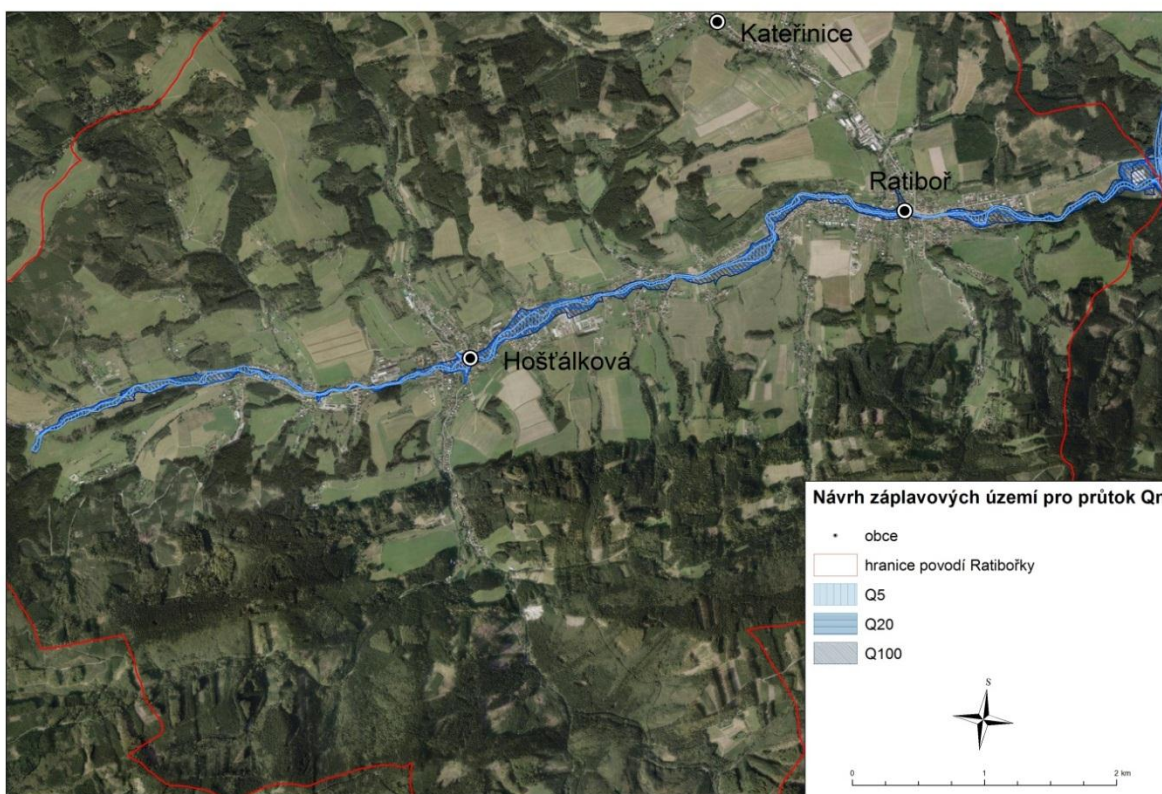 Kateřinice
Ratiboř
Hošťálková
Návrh záplavových území pro průtok Qn
obce
hranice povodí Ratibořky
Q5
Q20
Q100
S
0 1 2 km